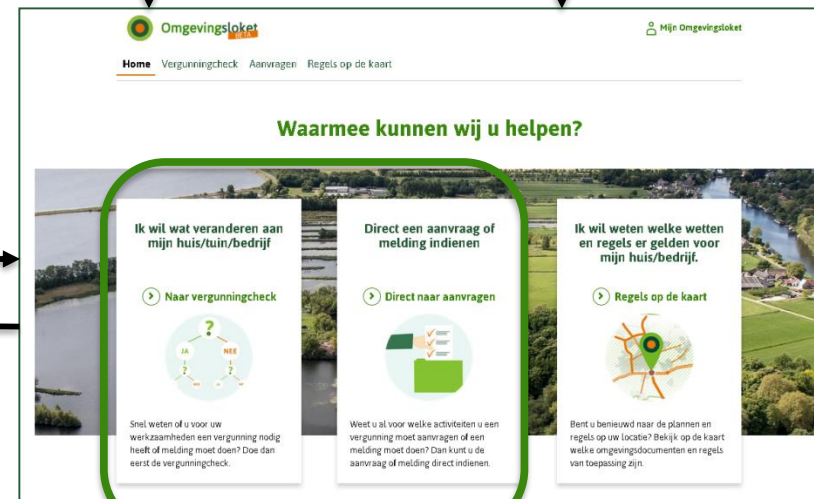 Omgevingsloket
BETA
Mijn Omgevingsloket
Home Vergunningcheck Aanvragen Regels op de kaart
Waarmee kunnen wij u helpen?
Ik wil wat veranderen aan
mijn huis/tuin/bedrijf
Naar vergunningcheck
?
JA NEE
? ?
Snel weten of u voor uw
werkzaamheden een vergunning nodig
heeft of melding moet doen? Doe dan
eerst de vergunningcheck.
Direct een aanvraag of
melding indienen
Direct naar aanvragen
Weet u al voor welke activiteiten u een
vergunning moet aanvragen of een
melding moet doen? Dan kunt u de
aanvraag of melding direct indienen.
Ik wil weten welke wetten
en regels er gelden voor
mijn huis/bedrijf.
Regels op de kaart
Bent u benieuwd naar de plannen en
regels op uw locatie? Bekijk op de kaart
welke omgevingsdocumenten en regels
van toepassing zijn.